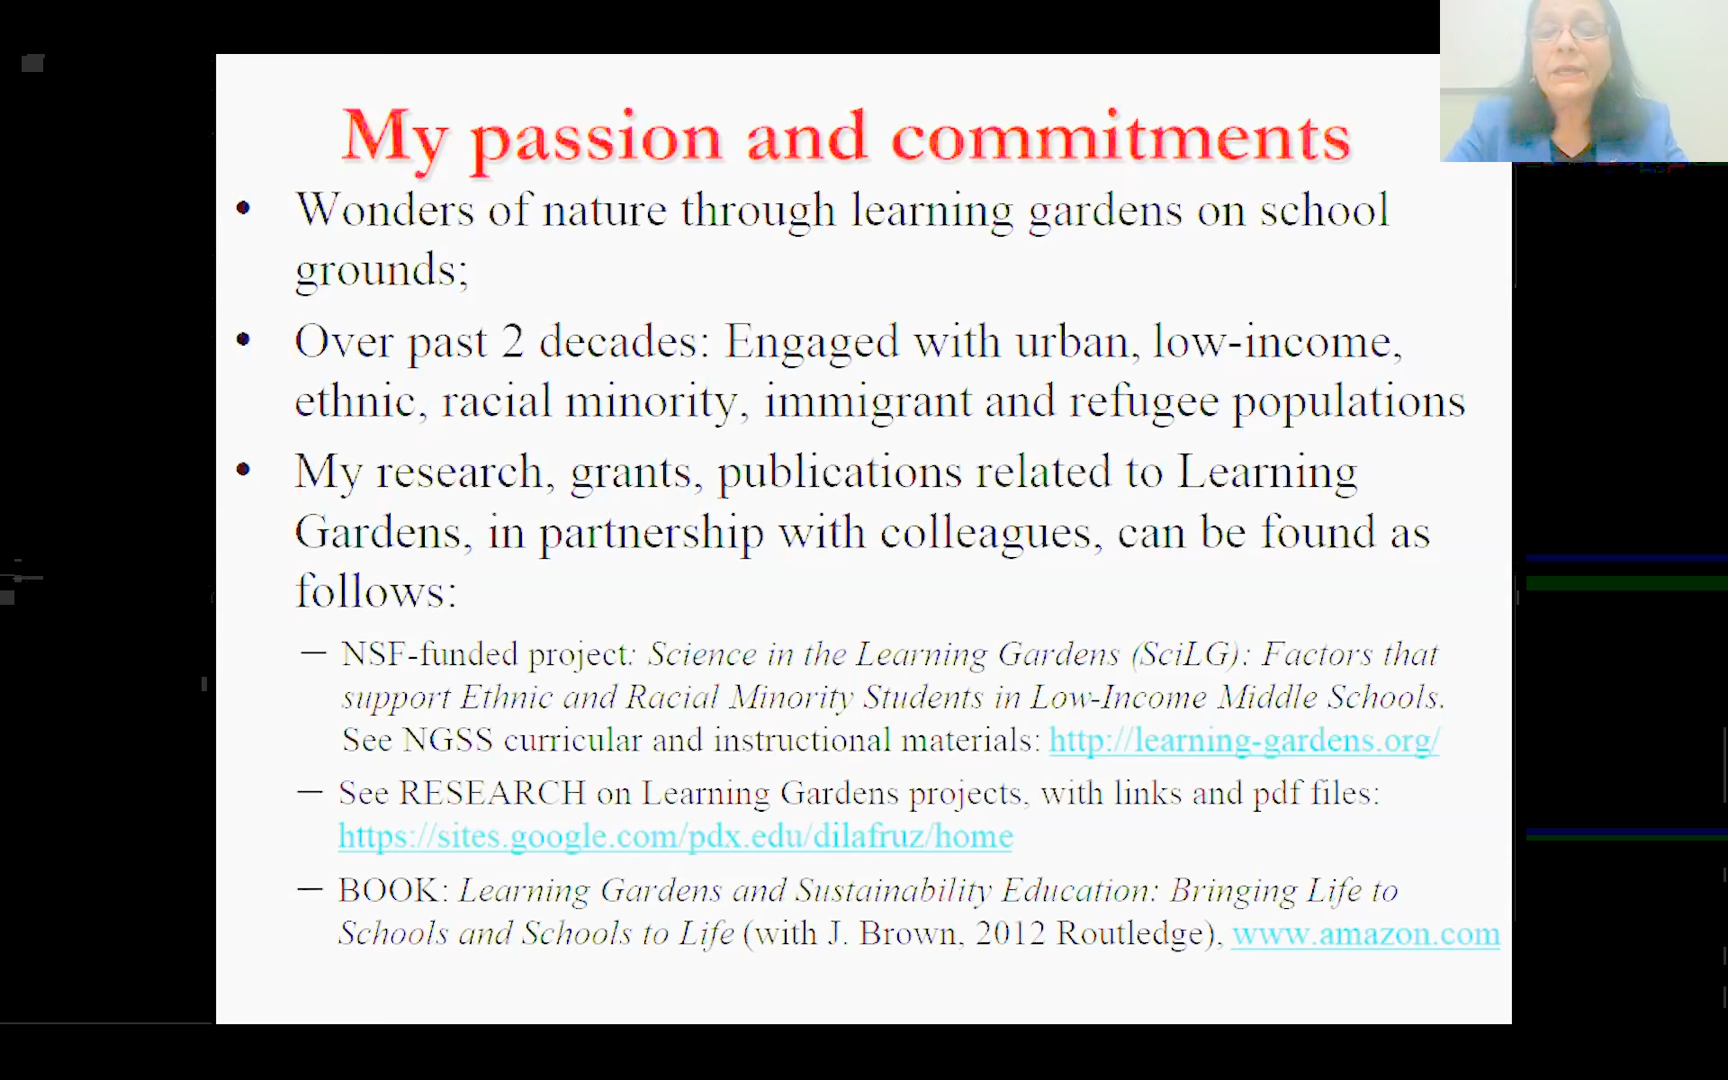 My passion and commitments
• Wonders of nature through learning gardens on school
grounds;
• Over past 2 decades: Engaged with urban, low-income,
ethnic, racial minority, immigrant and refugee populations
• My research, grants, publications related to Learning
Gardens, in partnership with colleagues, can be found as
follows:
– NSF-funded project: Science in the Learning Gardens (SciLG): Factors that
support Ethnic and Racial Minority Students in Low-Income Middle Schools.
See NGSS curricular and instructional materials: http://learning-gardens.org/
– See RESEARCH on Learning Gardens projects, with links and pdf files:
https://sites.google.com/pdx.edu/dilafruz/home
– BOOK: Learning Gardens and Sustainability Education: Bringing Life to
Schools and Schools to Life (with J. Brown, 2012 Routledge), www.amazon.com